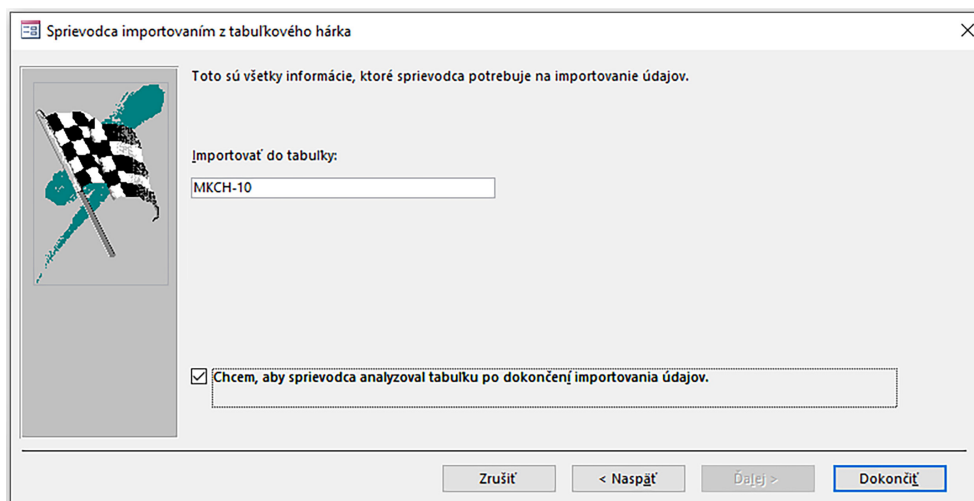 Sprievodca importovaním z tabuľkového hárka
Toto sú všetky informácie, ktoré sprievodca potrebuje na importovanie údajov.
Importovať do tabuľky:
MKCH-10
Chcem, aby sprievodca analyzoval tabuľku po dokončení importovania údajov.
Zrušiť
< Naspäť
Ďalej >
Dokončiť